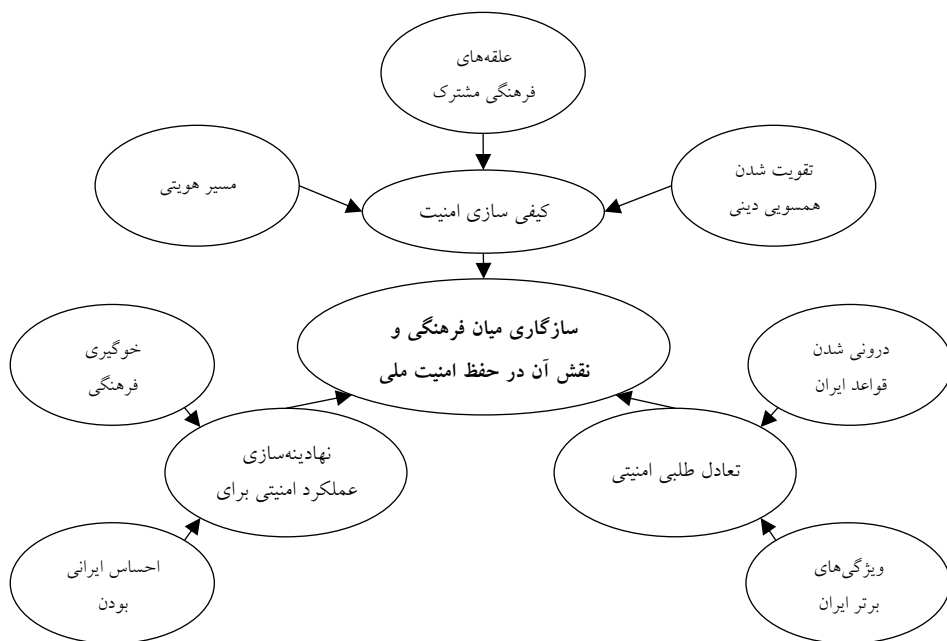 علقه‌های
فرهنگی مشترک
تقویت شدن
همسویی دینی
مسیر هویتی
کیفی سازی امنیت
سازگاری میان فرهنگی و
نقش آن در حفظ امنیت ملی
درونی شدن
قواعد ایران
خوگیری
فرهنگی
تعادل طلبی امنیتی
نهادینه‌سازی
عملکرد امنیتی برای
ویژگی‌های
برتر ایران
احساس ایرانی
بودن